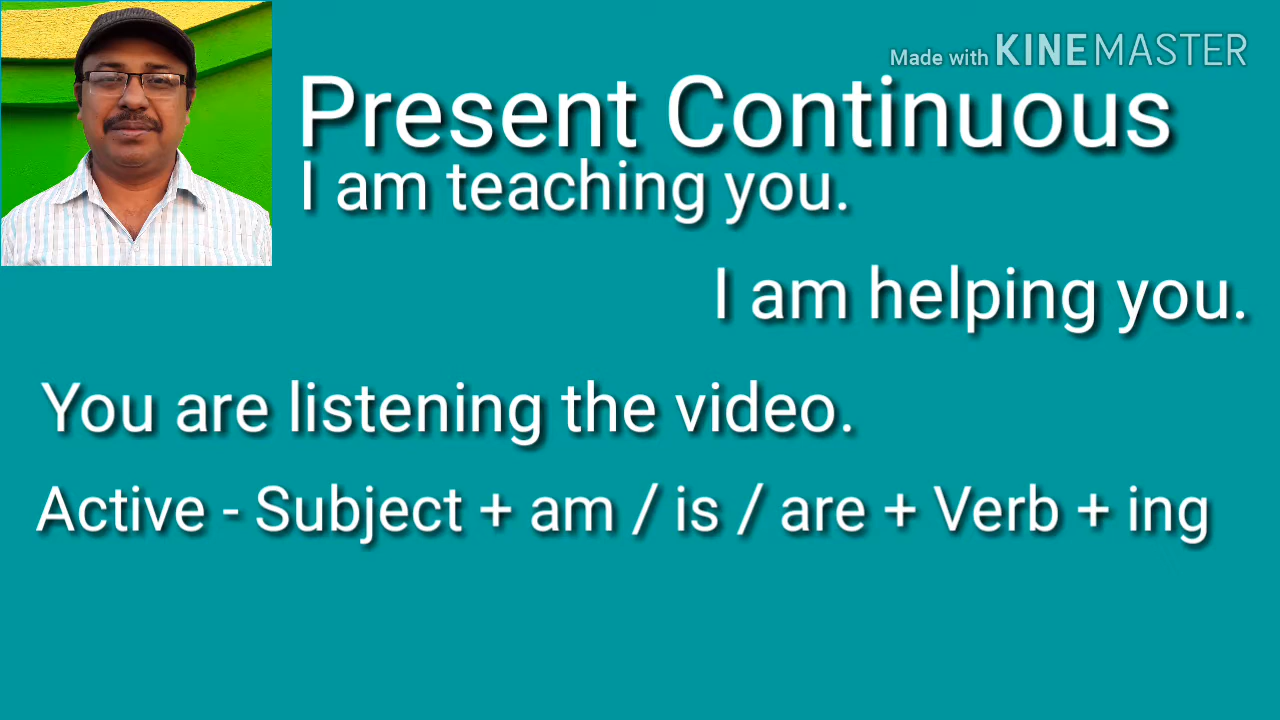 Made with KINEMASTER
Present Continuous
I am teaching you.
I am helping you.
You are listening the video.
Active - Subject + am / is / are + Verb + ing